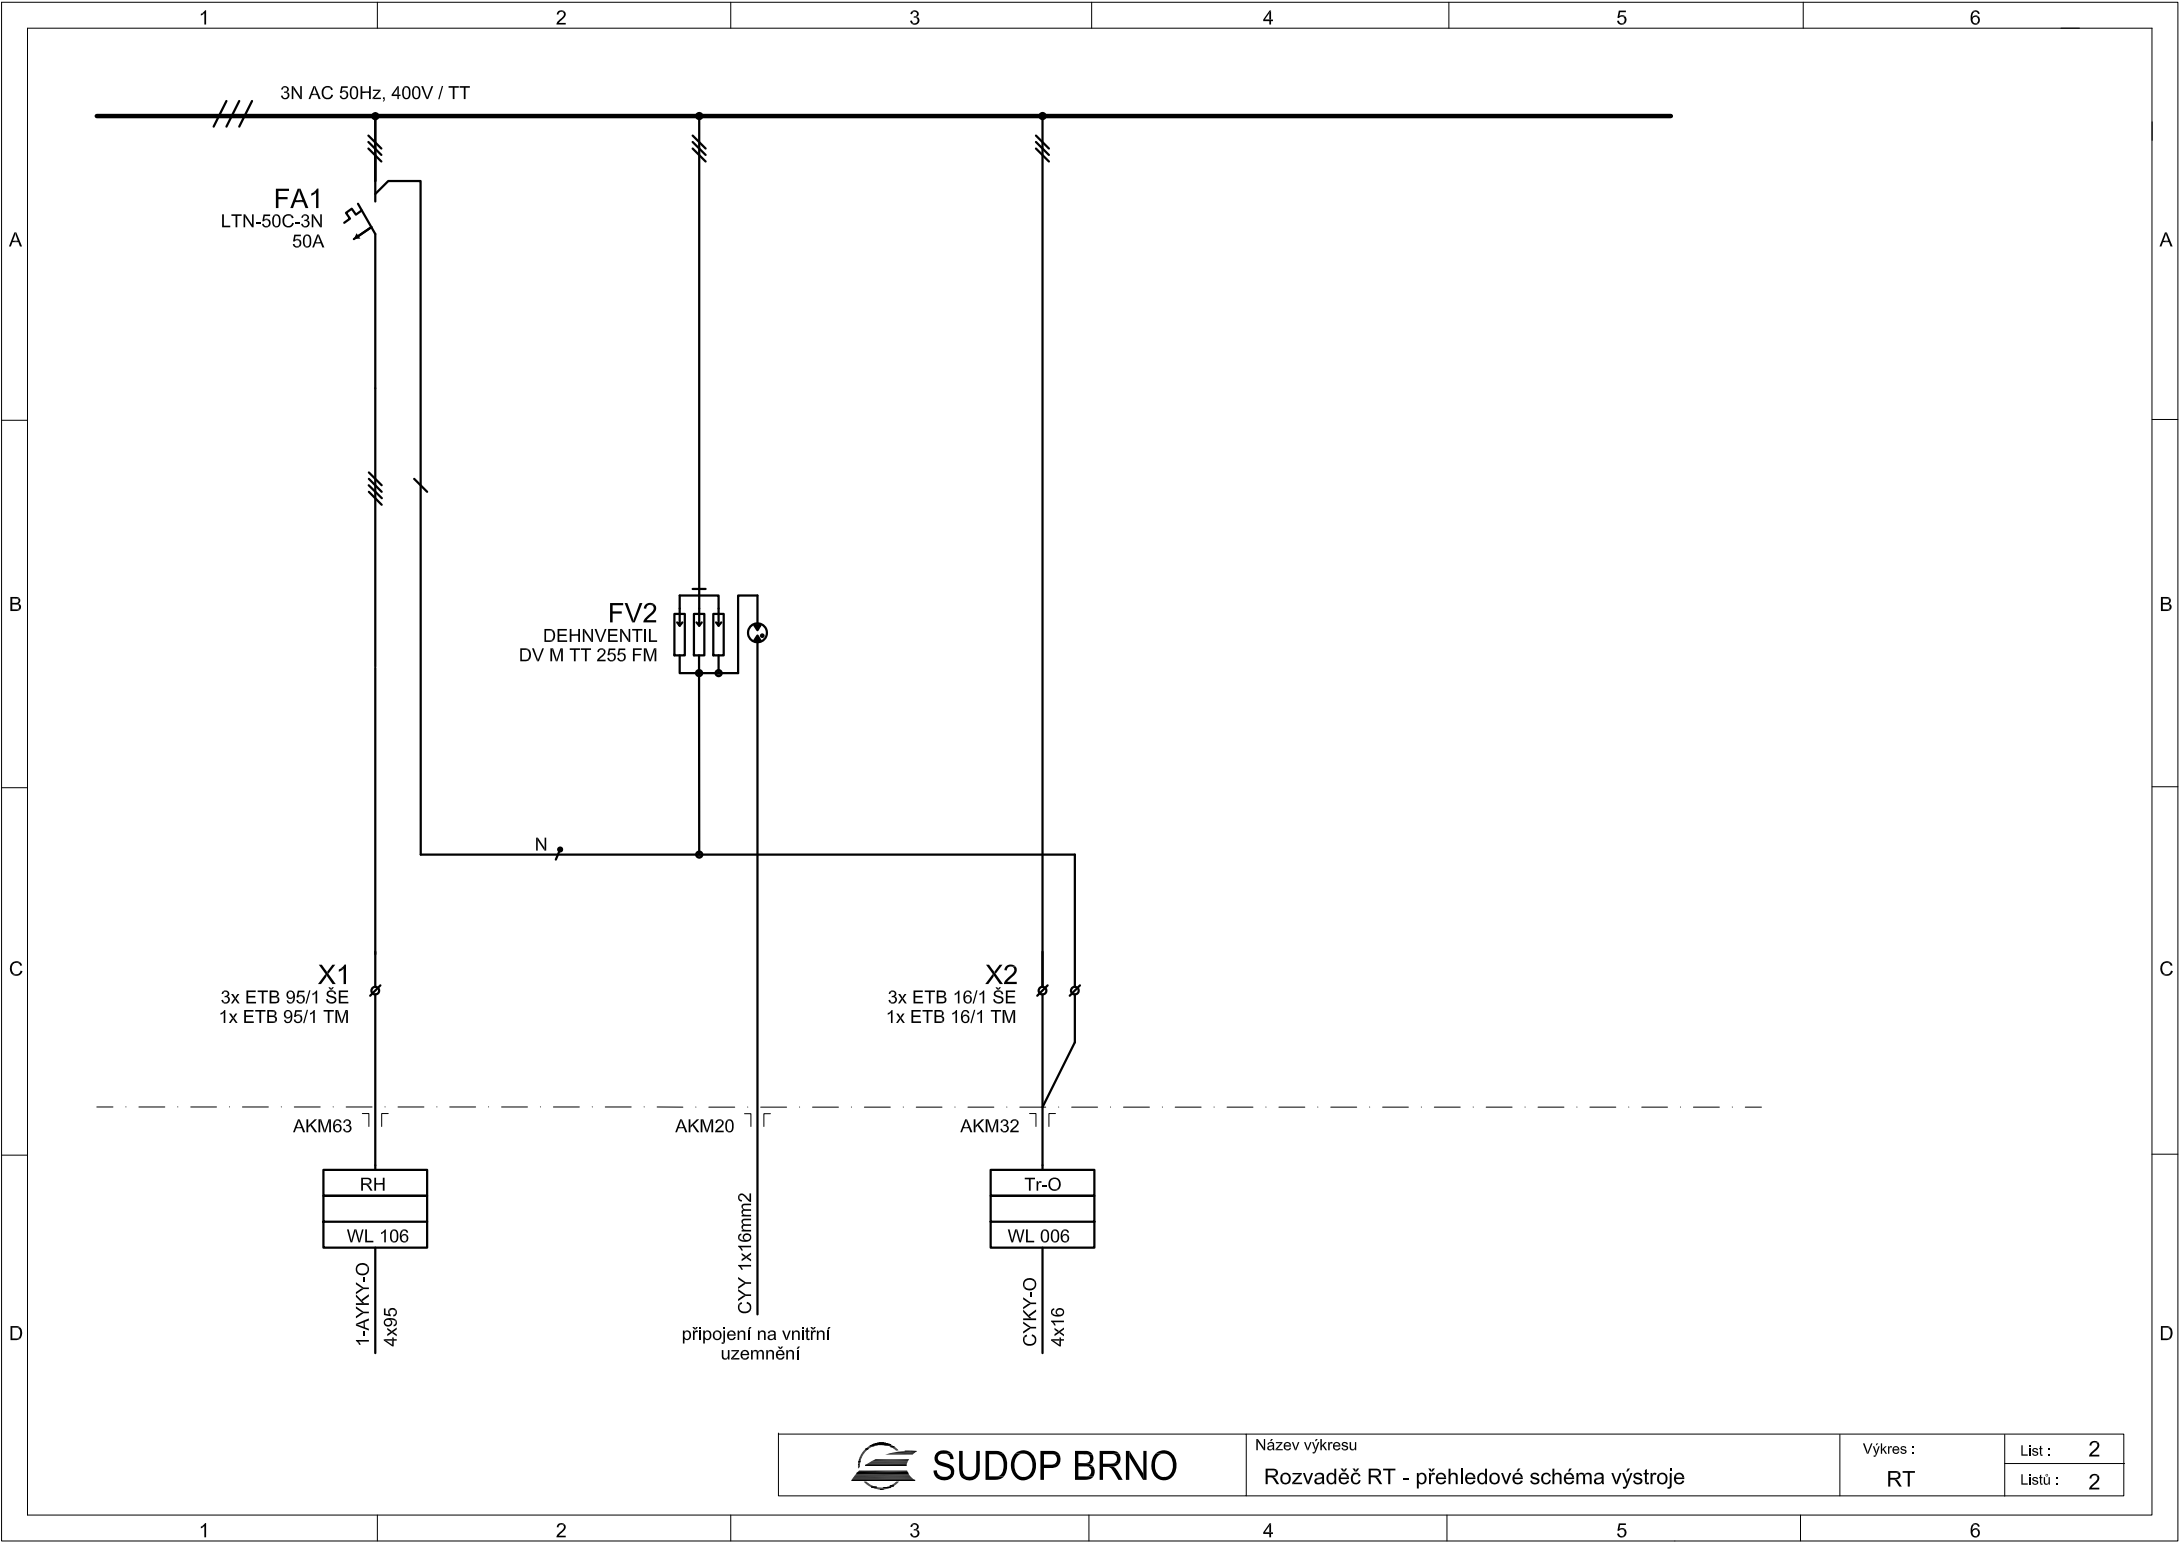 1 2 3 4 5 6
3N AC 50Hz, 400V / TT
FA1
LTN-50C-3N
50A
A A
B B
FV2
DEHNVENTIL
DV M TT 255 FM
N
C C
X1
3x ETB 95/1 ŠE
1x ETB 95/1 TM
X2
3x ETB 16/1 ŠE
1x ETB 16/1 TM
AKM63
AKM20
AKM32
RH
WL 106
1-AYKY-O
4x95
CYY 1x16mm2
připojení na vnitřní
uzemnění
Tr-O
WL 006
CYKY-O
4x16
D D
SUDOP BRNO
Název výkresu
Rozvaděč RT - přehledové schéma výstroje
Výkres :
RT
List : 2
Listů : 2
1 2 3 4 5 6